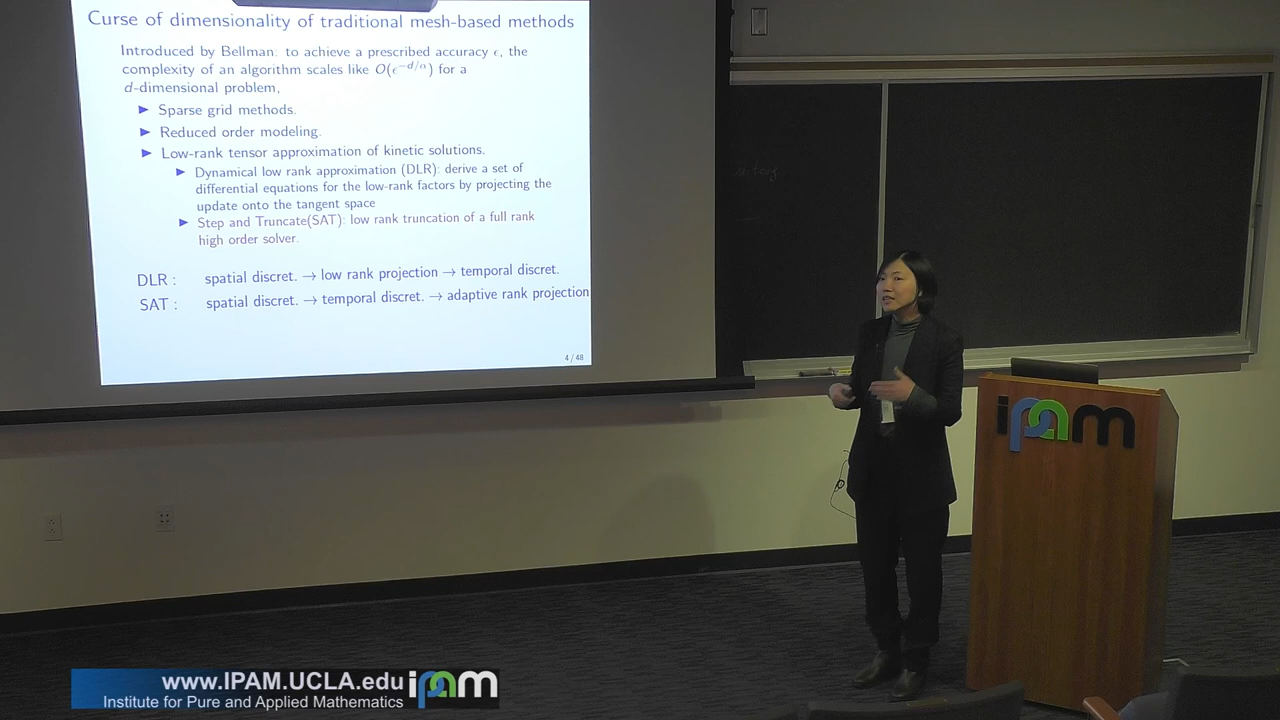 Curse of dimensionality of traditional mesh-based methods
Introduced by Bellman: to achieve a prescribed accuracy ϵ, the
complexity of an algorithm scales like O(ϵ^{-d/α}) for a
d-dimensional problem,
▶ Sparse grid methods.
▶ Reduced order modeling.
▶ Low-rank tensor approximation of kinetic solutions.
▶ Dynamical low rank approximation (DLR): derive a set of
differential equations for the low-rank factors by projecting the
update onto the tangent space
▶ Step and Truncate(SAT): low rank truncation of a full rank
high order solver.
DLR : spatial discret. → low rank projection → temporal discret.
SAT : spatial discret. → temporal discret. → adaptive rank projection
4 / 48
ipam
www.IPAM.UCLA.edu
Institute for Pure and Applied Mathematics
ipam